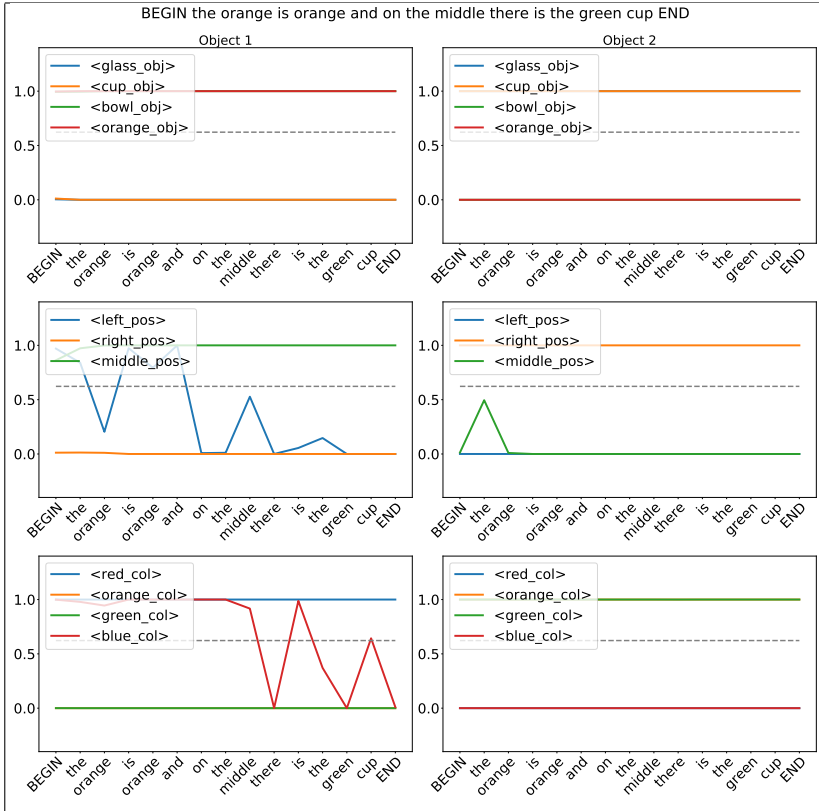 BEGIN the orange is orange and on the middle there is the green cup END
Object 1
<glass_obj>
<cup_obj>
<bowl_obj>
<orange_obj>
1.0
0.5
0.0
BEGIN the orange is orange and on the middle there is the green cup END
Object 2
<glass_obj>
<cup_obj>
<bowl_obj>
<orange_obj>
1.0
0.5
0.0
BEGIN the orange is orange and on the middle there is the green cup END
<left_pos>
<right_pos>
<middle_pos>
1.0
0.5
0.0
BEGIN the orange is orange and on the middle there is the green cup END
<left_pos>
<right_pos>
<middle_pos>
1.0
0.5
0.0
BEGIN the orange is orange and on the middle there is the green cup END
<red_col>
<orange_col>
<green_col>
<blue_col>
1.0
0.5
0.0
BEGIN the orange is orange and on the middle there is the green cup END
<red_col>
<orange_col>
<green_col>
<blue_col>
1.0
0.5
0.0
BEGIN the orange is orange and on the middle there is the green cup END